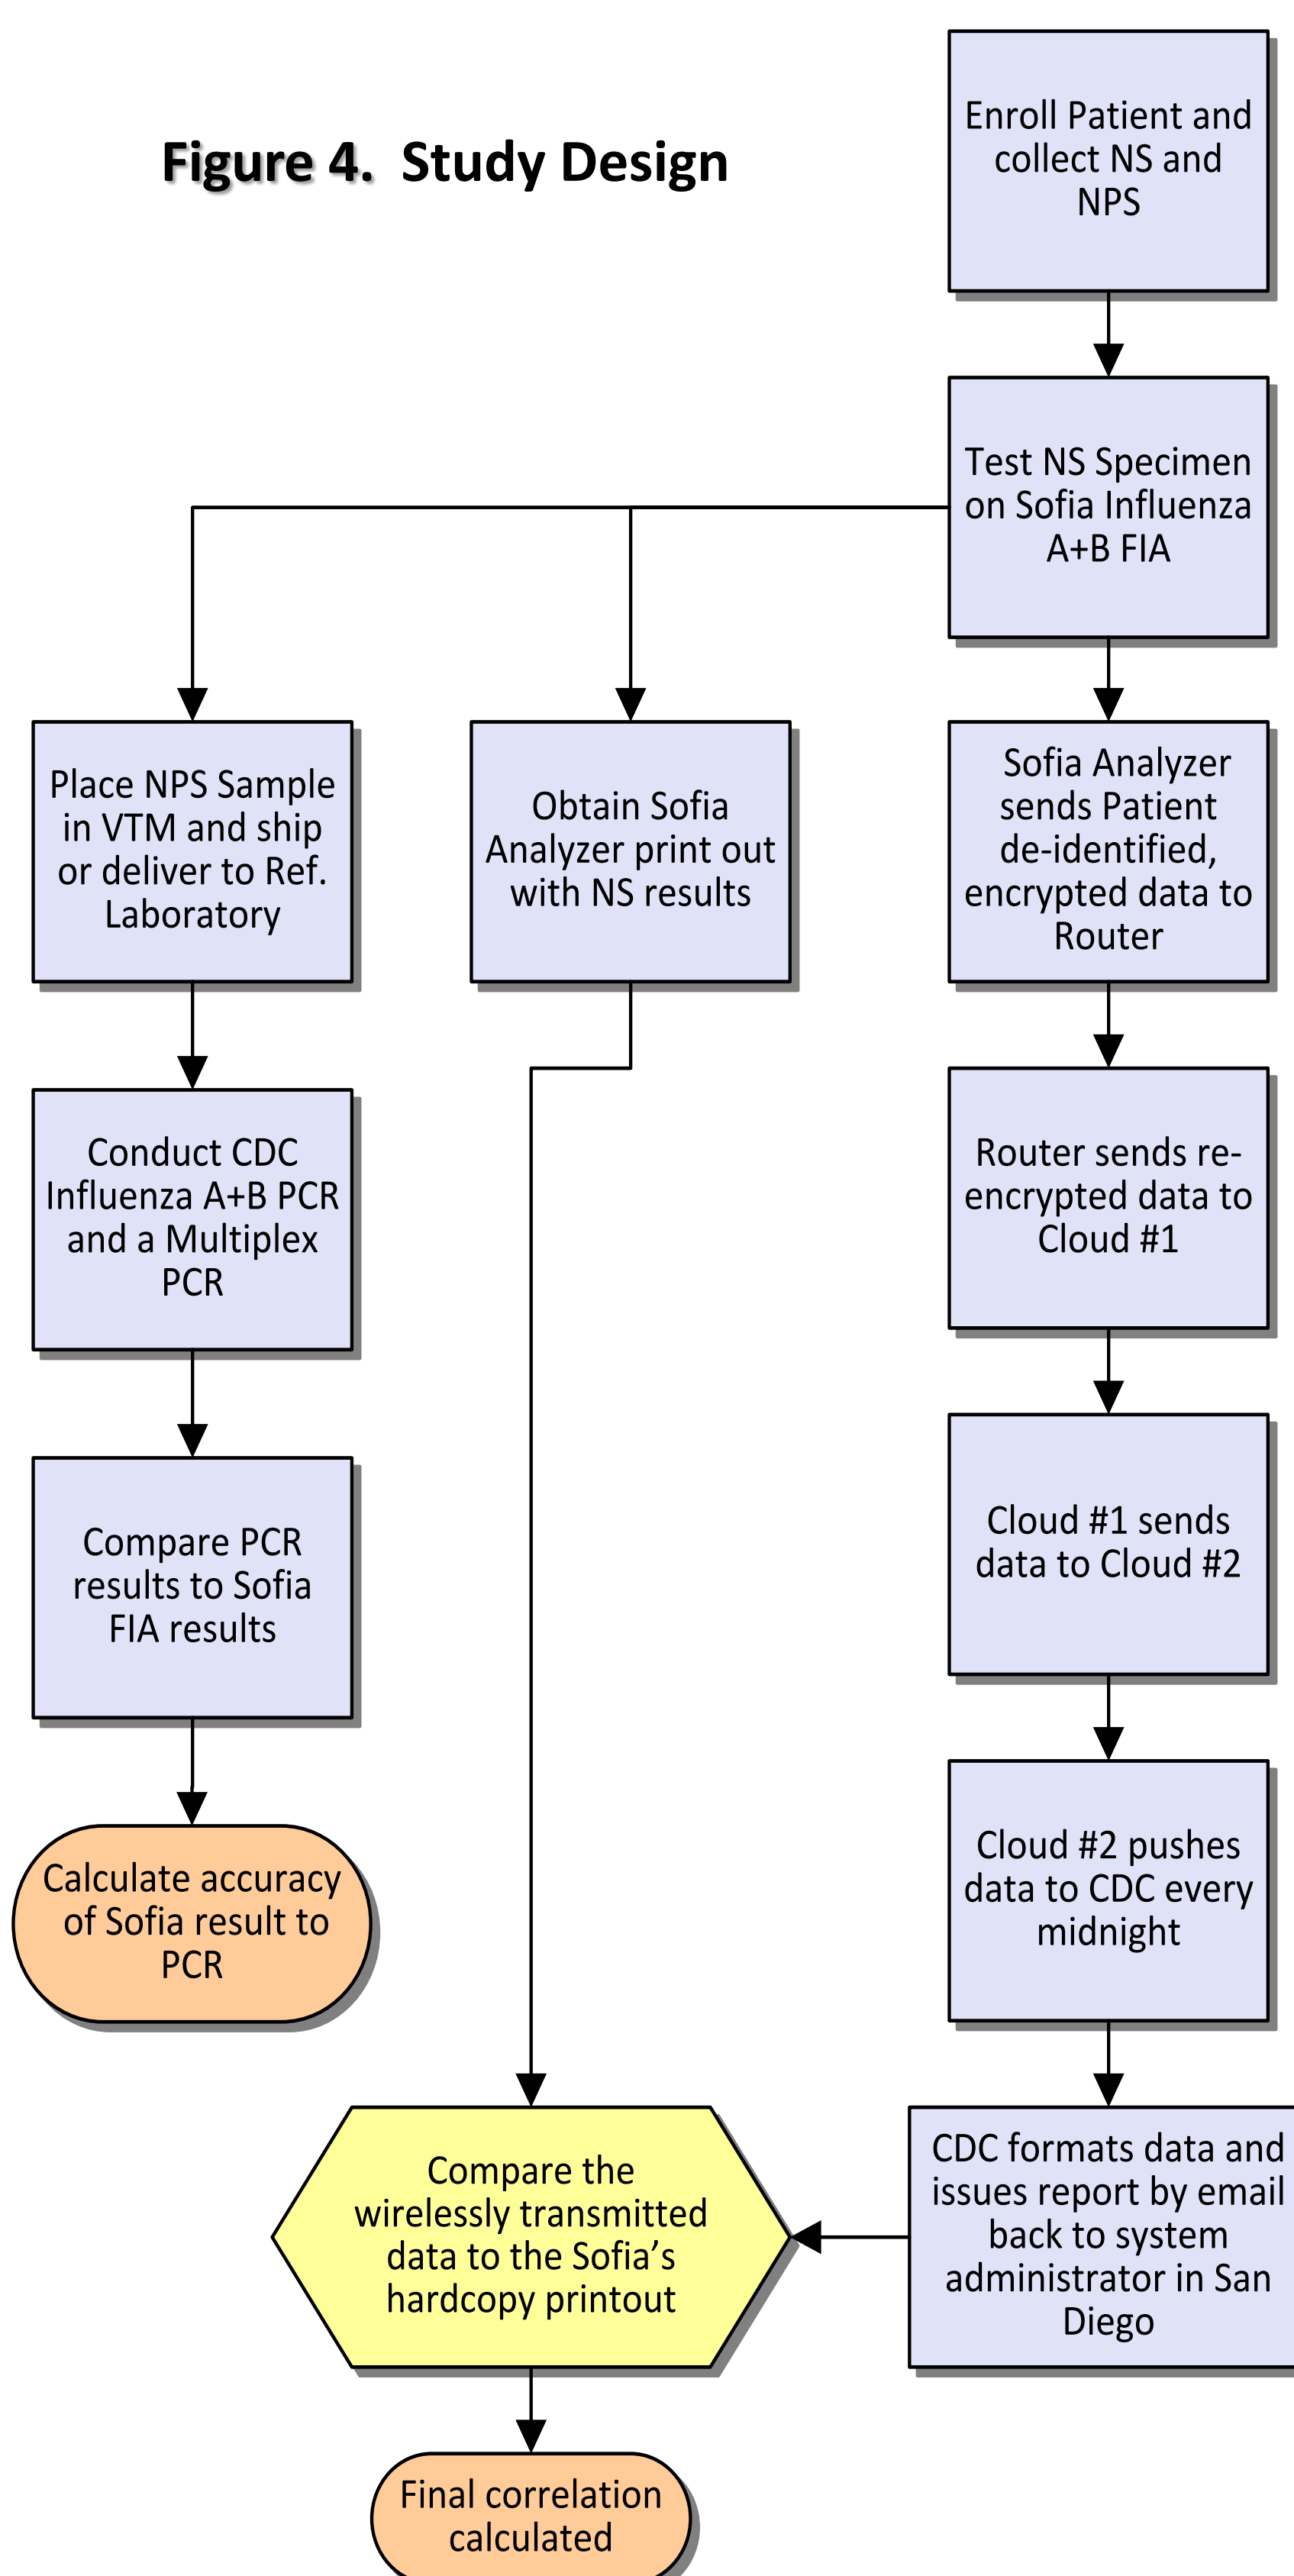 Figure 4.  Study Design
Enroll Patient and
collect NS and
NPS
Test NS Specimen
on Sofia Influenza
A+B FIA
Place NPS Sample
in VTM and ship
or deliver to Ref.
Laboratory
Obtain Sofia
Analyzer print out
with NS results
Sofia Analyzer
sends Patient
de-identified,
encrypted data to
Router
Conduct CDC
Influenza A+B PCR
and a Multiplex
PCR
Router sends re-
encrypted data to
Cloud #1
Compare PCR
results to Sofia
FIA results
Cloud #1 sends
data to Cloud #2
Calculate accuracy
of Sofia result to
PCR
Cloud #2 pushes
data to CDC every
midnight
Compare the
wirelessly transmitted
data to the Sofia’s
hardcopy printout
CDC formats data and
issues report by email
back to system
administrator in San
Diego
Final correlation
calculated